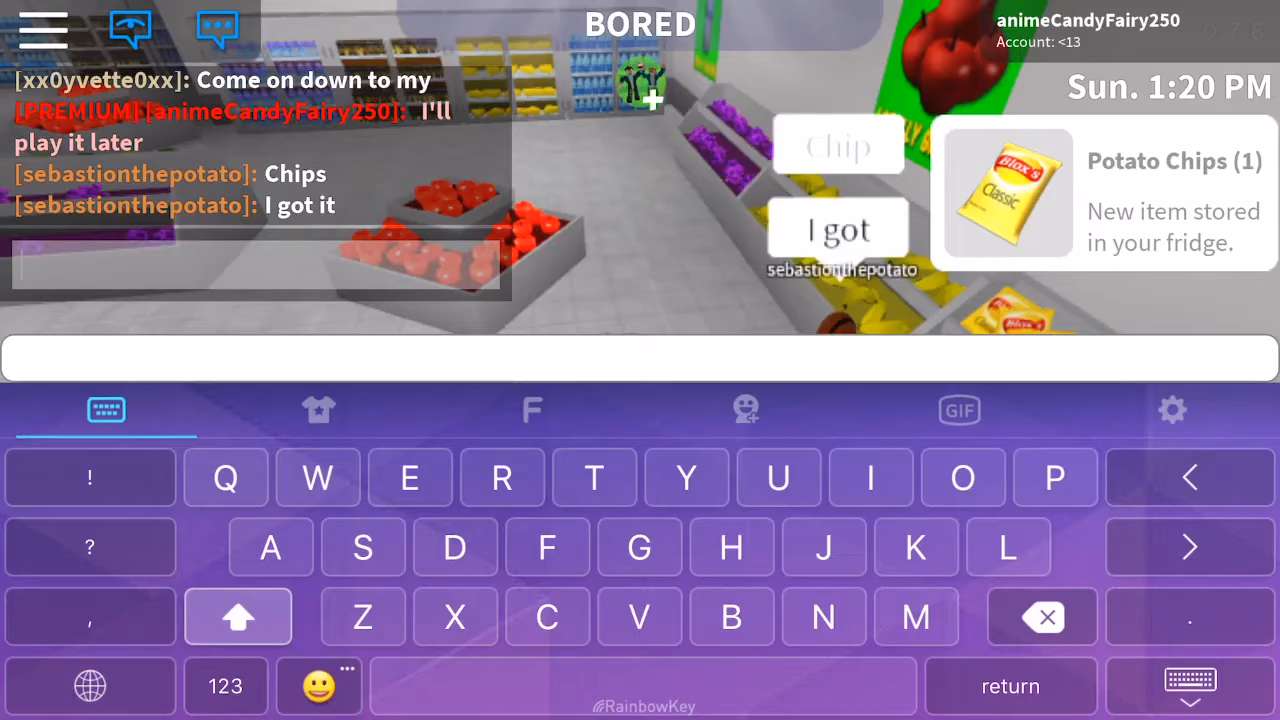 BORED
animeCandyFairy250
Account: <13
Sun. 1:20 PM
[xx0yvette0xx]: Come on down to my
[PREMIUM] [animeCandyFairy250]: I'll
play it later
[sebastionthepotato]: Chips
[sebastionthepotato]: I got it
Chip
I got
sebastionthepotato
Blox's
Classic
Potato Chips (1)
New item stored
in your fridge.
Blox's
F
GIF
! Q W E R T Y U I O P <
? A S D F G H J K L >
, Z X C V B N M .
123
return
RainbowKey